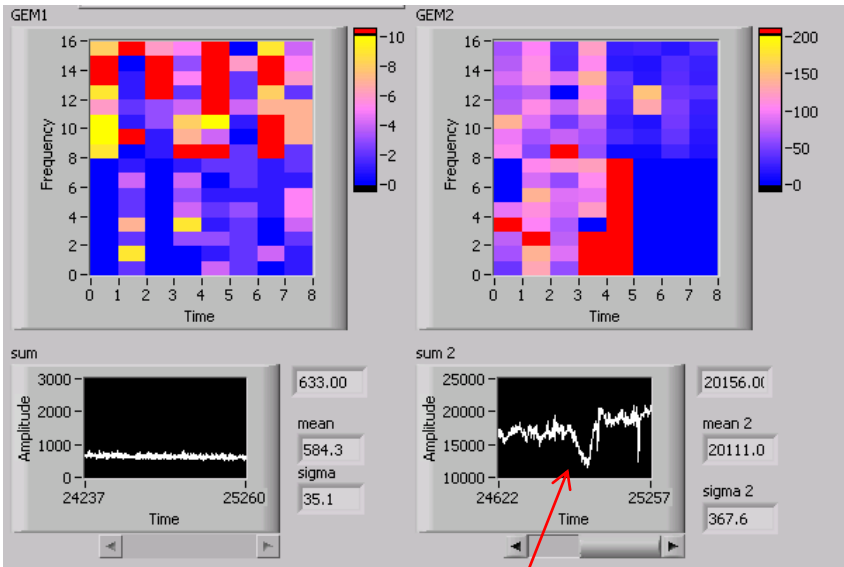 GEM1
GEM2
Frequency
16
14
12
10
8
6
4
2
0
0 1 2 3 4 5 6 7 8
Time
10
8
6
4
2
0
Frequency
16
14
12
10
8
6
4
2
0
0 1 2 3 4 5 6 7 8
Time
200
150
100
50
0
sum
Amplitude
3000
2000
1000
0
24237 25260
Time
633.00
mean
584.3
sigma
35.1
sum 2
Amplitude
25000
20000
15000
10000
24622 25257
Time
20156.0
mean 2
20111.0
sigma 2
367.6